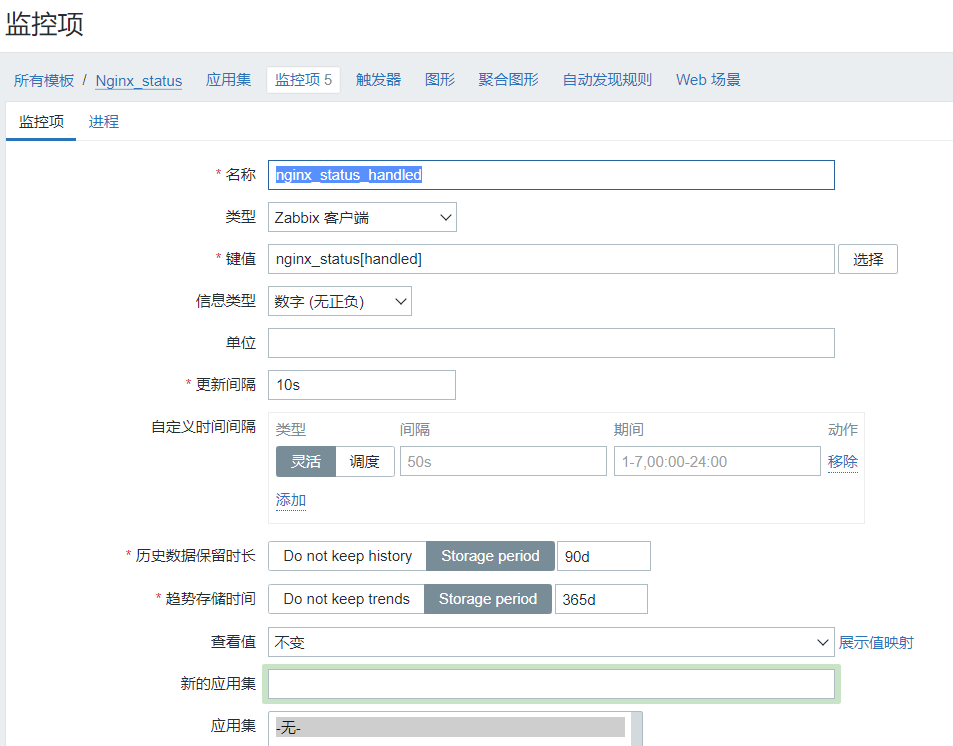 监控项
所有模板 / Nginx_status 应用集 监控项 5 触发器 图形 聚合图形 自动发现规则 Web 场景
监控项 进程
* 名称 nginx_status_handled
类型 Zabbix 客户端
* 键值 nginx_status[handled] 选择
信息类型 数字 (无正负)
单位
* 更新间隔 10s
自定义时间间隔 类型 间隔 期间 动作
灵活 调度 50s 1-7,00:00-24:00 移除
添加
* 历史数据保留时长 Do not keep history Storage period 90d
* 趋势存储时间 Do not keep trends Storage period 365d
查看值 不变 展示值映射
新的应用集
应用集 -无-